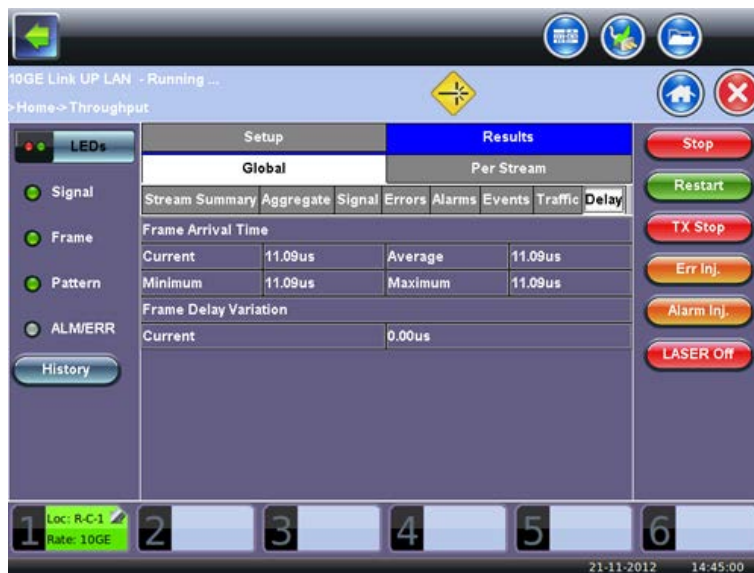 10GE Link UP LAN - Running ...
>Home->Throughput
LEDs
Signal
Frame
Pattern
ALM/ERR
History
Setup Results
Global Per Stream
Stream Summary Aggregate Signal Errors Alarms Events Traffic Delay
Frame Arrival Time
Current 11.09us Average 11.09us
Minimum 11.09us Maximum 11.09us
Frame Delay Variation
Current 0.00us
Stop
Restart
TX Stop
Err Inj.
Alarm Inj.
LASER Off
1 Loc: R-C-1
Rate: 10GE
2 3 4 5 6
21-11-2012 14:45:00